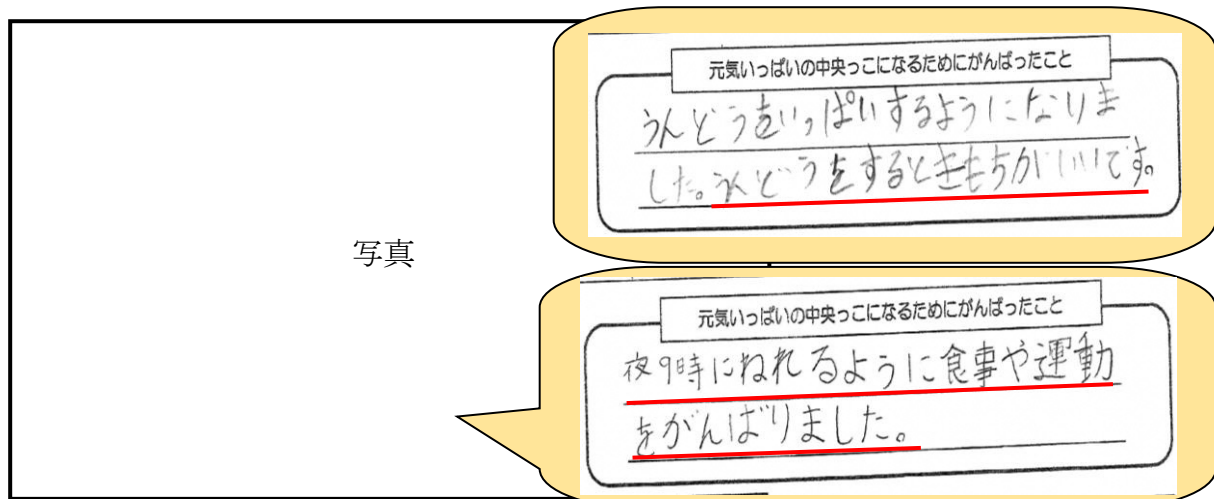 元気いっぱいの中央っこになるためにがんばったこと
うんどうをいっぱいするようになりま
した。うんどうをするときもちがいいです。
写真
元気いっぱいの中央っこになるためにがんばったこと
夜9時にねれるように食事や運動
をがんばりました。